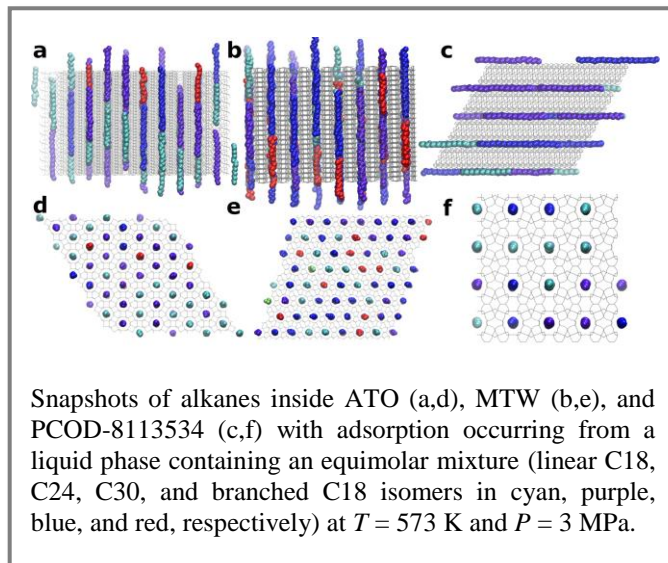 a b c
d e f
Snapshots of alkanes inside ATO (a,d), MTW (b,e), and
PCOD-8113534 (c,f) with adsorption occurring from a
liquid phase containing an equimolar mixture (linear C18,
C24, C30, and branched C18 isomers in cyan, purple,
blue, and red, respectively) at T = 573 K and P = 3 MPa.